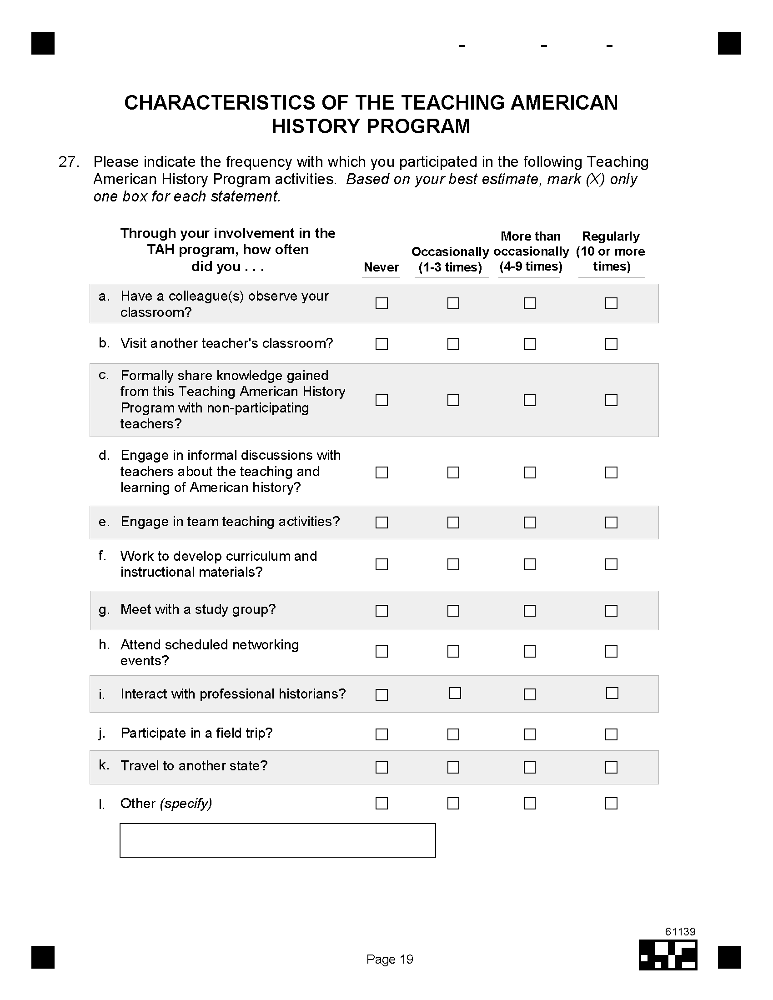 - - -
CHARACTERISTICS OF THE TEACHING AMERICAN
HISTORY PROGRAM
27. Please indicate the frequency with which you participated in the following Teaching
American History Program activities. Based on your best estimate, mark (X) only
one box for each statement.
Through your involvement in the
TAH program, how often
did you . . .
Never
Occasionally
(1-3 times)
More than
occasionally
(4-9 times)
Regularly
(10 or more
times)
a. Have a colleague(s) observe your
classroom?
b. Visit another teacher's classroom?
c. Formally share knowledge gained
from this Teaching American History
Program with non-participating
teachers?
d. Engage in informal discussions with
teachers about the teaching and
learning of American history?
e. Engage in team teaching activities?
f. Work to develop curriculum and
instructional materials?
g. Meet with a study group?
h. Attend scheduled networking
events?
i. Interact with professional historians?
j. Participate in a field trip?
k. Travel to another state?
l. Other (specify)
61139
Page 19